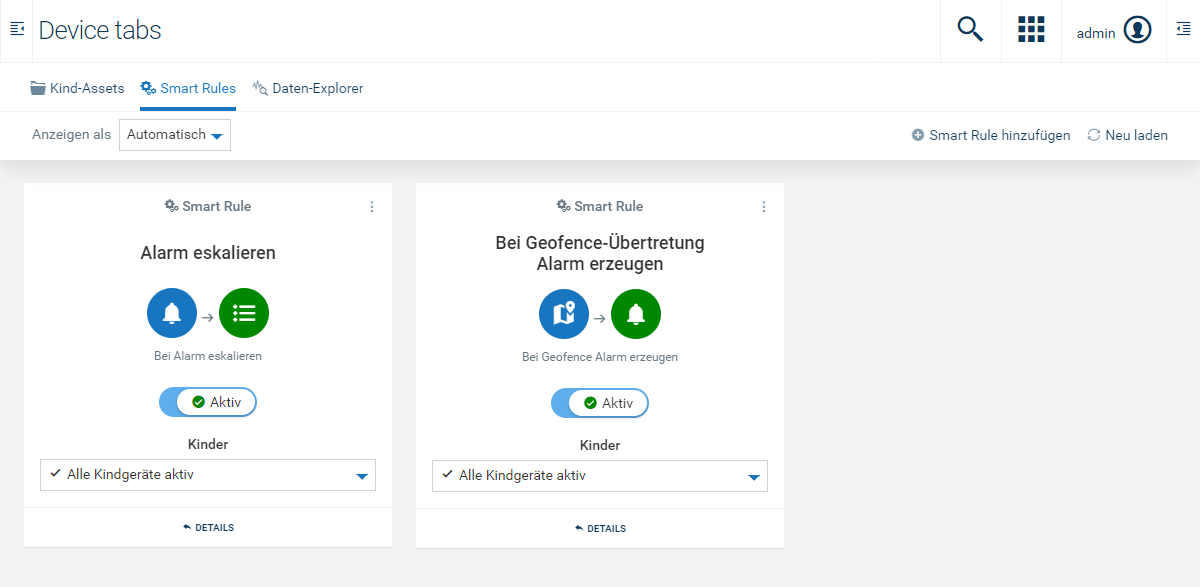 Device tabs
admin
Kind-Assets
Smart Rules
Daten-Explorer
Anzeigen als
Automatisch
Smart Rule hinzufügen
Neu laden
Smart Rule
Alarm eskalieren
Bei Alarm eskalieren
Aktiv
Kinder
Alle Kindgeräte aktiv
DETAILS
Smart Rule
Bei Geofence-Übertretung
Alarm erzeugen
Bei Geofence Alarm erzeugen
Aktiv
Kinder
Alle Kindgeräte aktiv
DETAILS